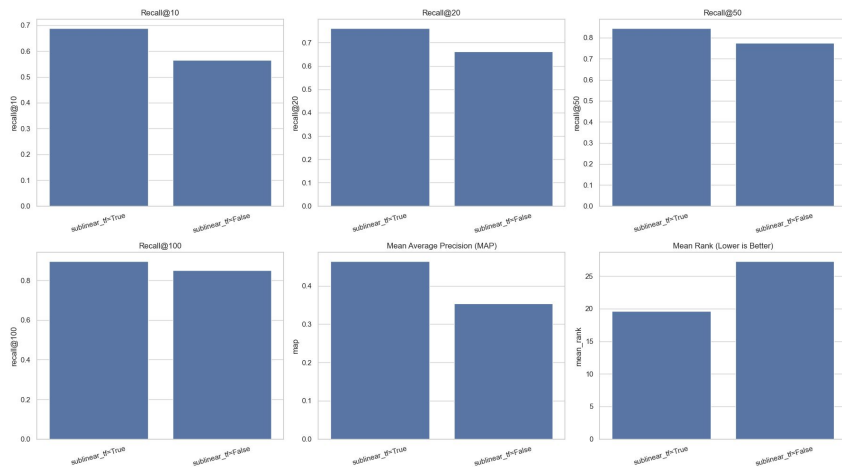 Recall@10
recall@10
0.7
0.6
0.5
0.4
0.3
0.2
0.1
0.0
sublinear_tf=True
sublinear_tf=False
Recall@20
recall@20
0.7
0.6
0.5
0.4
0.3
0.2
0.1
0.0
sublinear_tf=True
sublinear_tf=False
Recall@50
recall@50
0.8
0.7
0.6
0.5
0.4
0.3
0.2
0.1
0.0
sublinear_tf=True
sublinear_tf=False
Recall@100
recall@100
0.8
0.6
0.4
0.2
0.0
sublinear_tf=True
sublinear_tf=False
Mean Average Precision (MAP)
map
0.4
0.3
0.2
0.1
0.0
sublinear_tf=True
sublinear_tf=False
Mean Rank (Lower is Better)
mean_rank
25
20
15
10
5
0
sublinear_tf=True
sublinear_tf=False